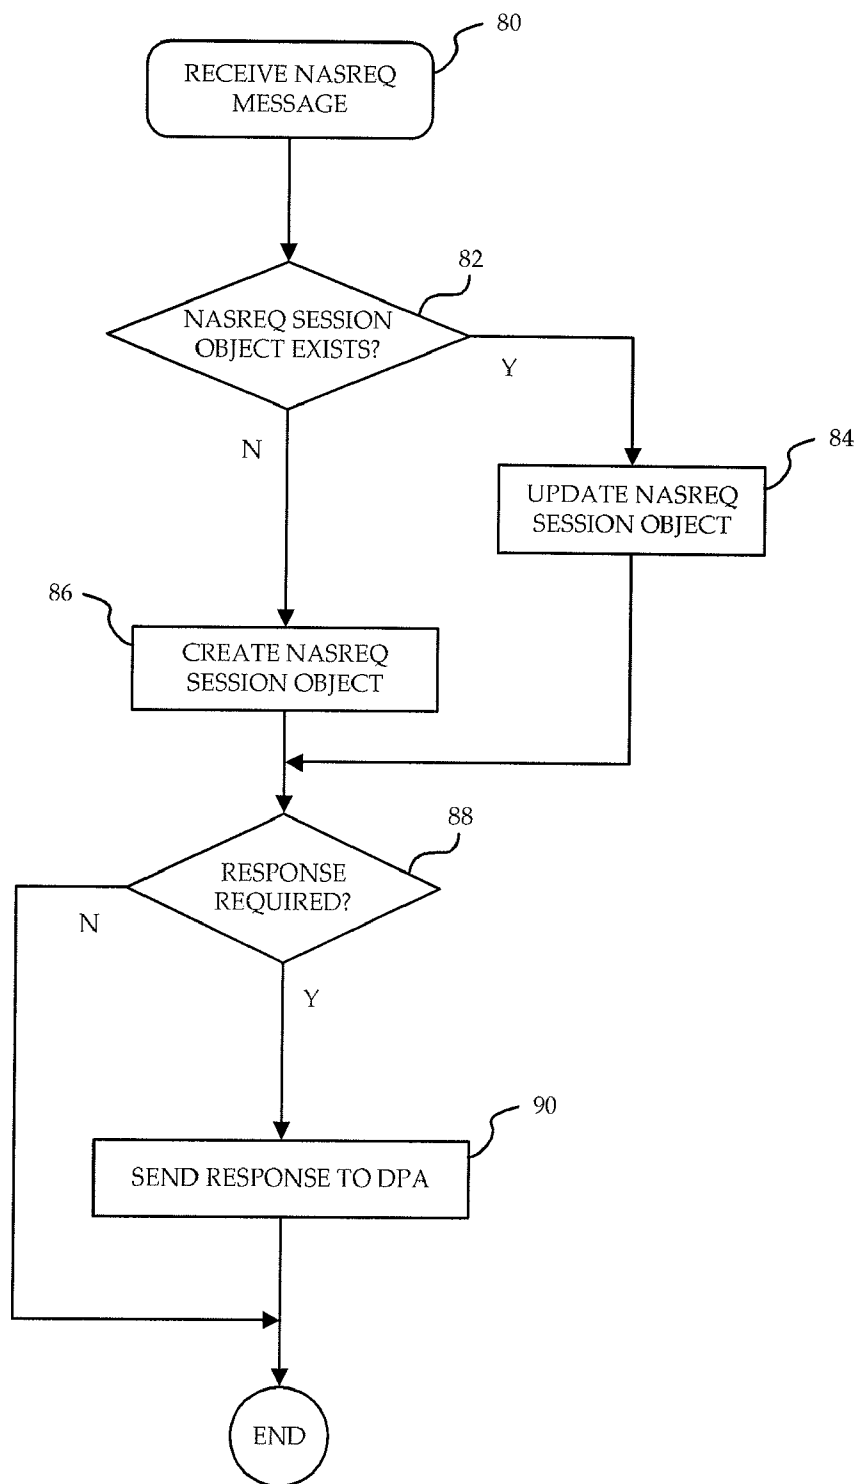 80
RECEIVE NASREQ
MESSAGE
82
NASREQ SESSION
OBJECT EXISTS?
Y
N
84
UPDATE NASREQ
SESSION OBJECT
86
CREATE NASREQ
SESSION OBJECT
88
RESPONSE
REQUIRED?
N
Y
90
SEND RESPONSE TO DPA
END